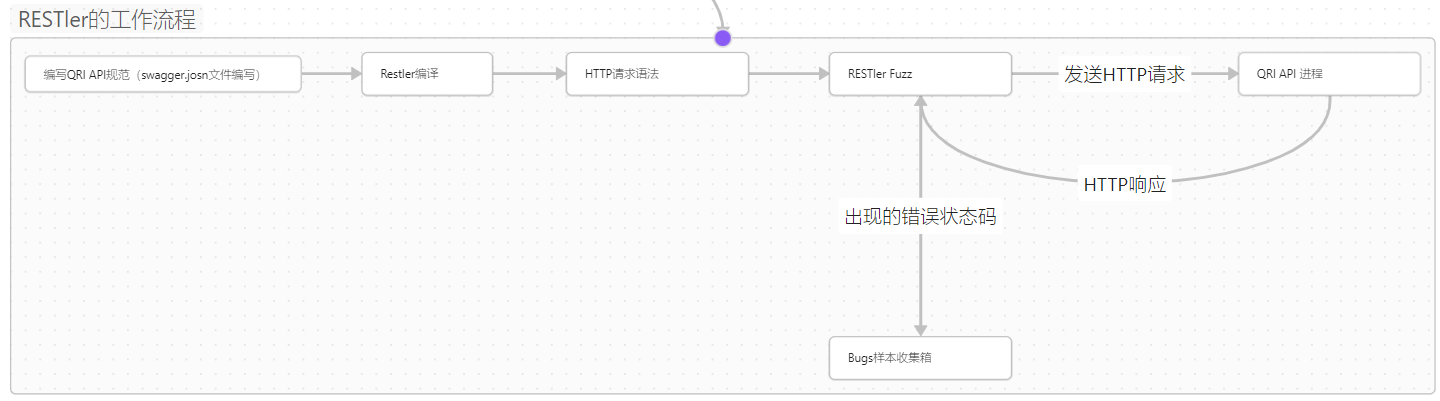 RESTler的工作流程
编写QRI API规范（swagger.josn文件编写）
Restler编译
HTTP请求语法
RESTler Fuzz
发送HTTP请求
QRI API 进程
HTTP响应
出现的错误状态码
Bugs样本收集箱